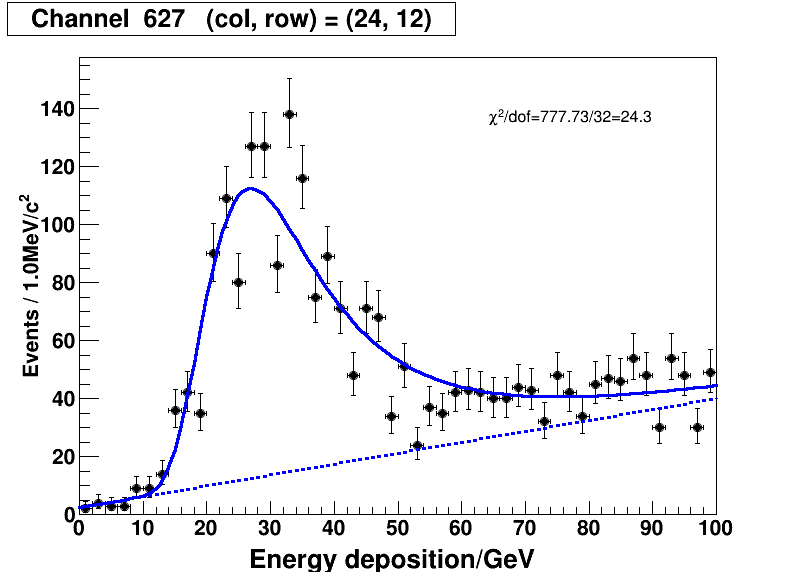 Channel  627   (col, row) = (24, 12)
χ²/dof=777.73/32=24.3
Events / 1.0MeV/c²
140
120
100
80
60
40
20
0
0 10 20 30 40 50 60 70 80 90 100
Energy deposition/GeV